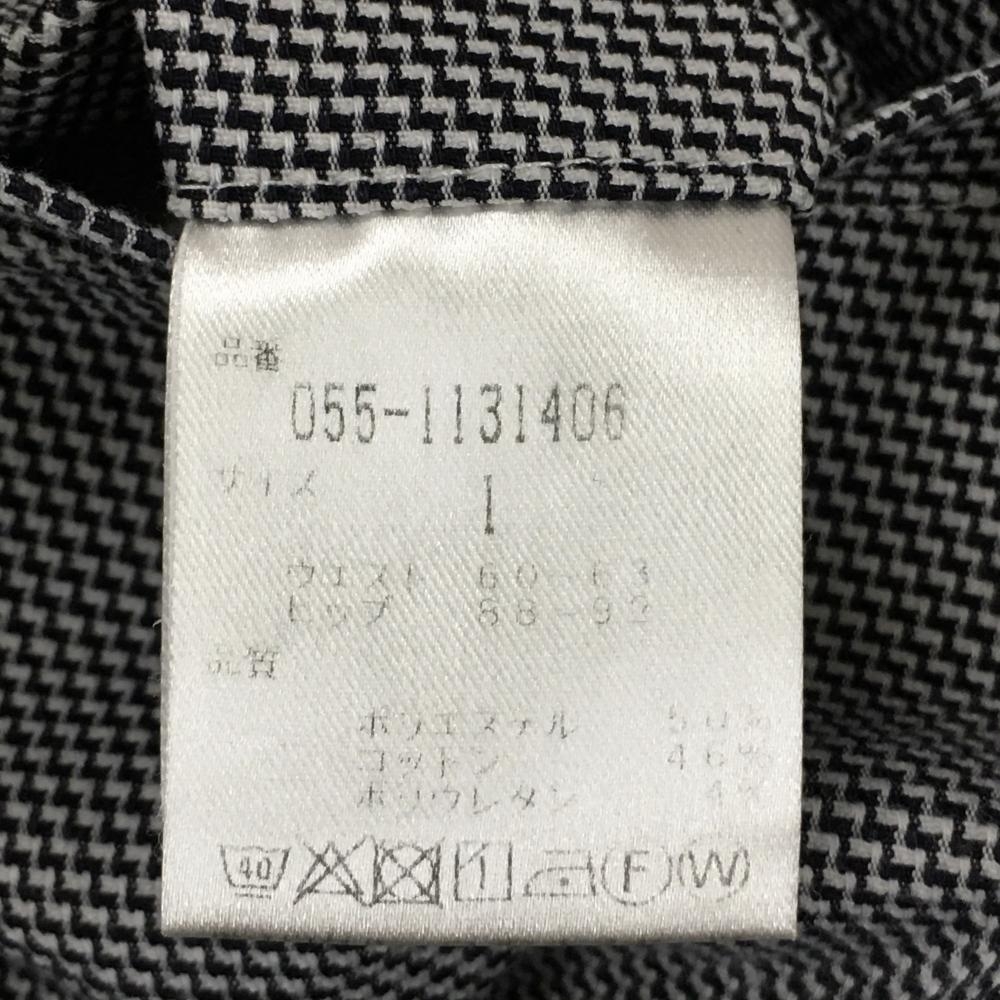 品番
055-1131406
サイズ
1
ウエスト 60-63
ヒップ 88-92
品質
ポリエステル 50%
コットン 46%
ポリウレタン 4%
40 F W